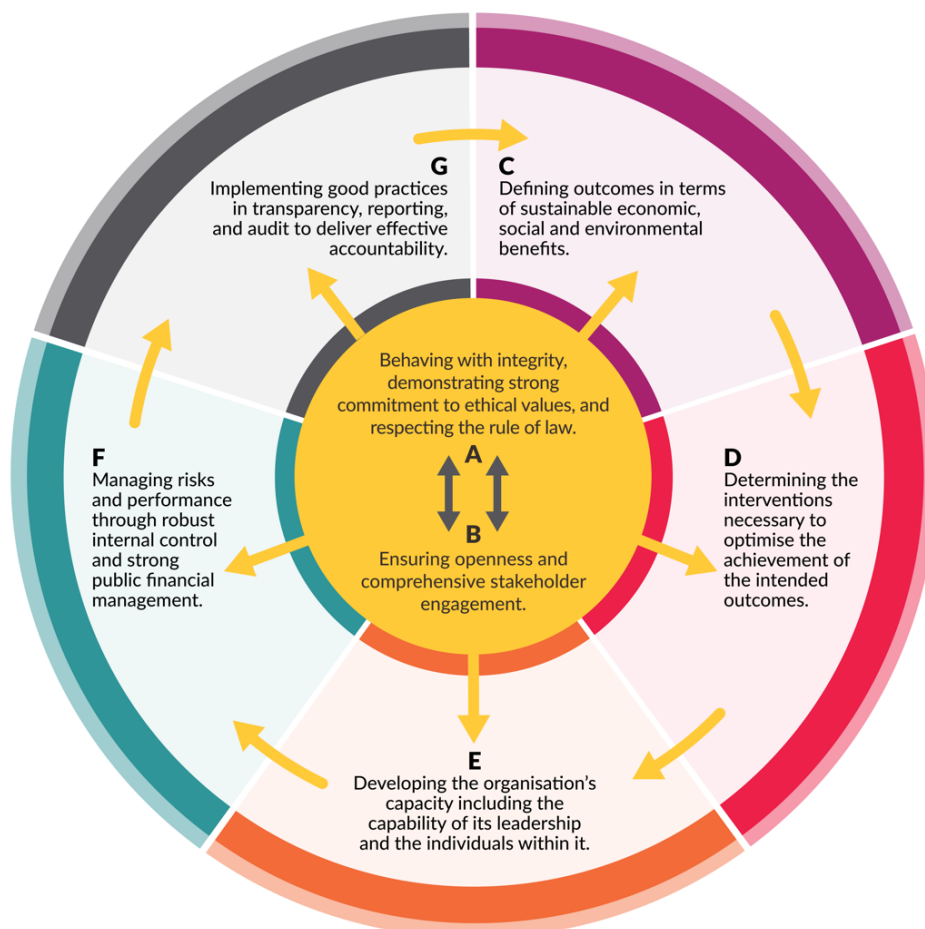 G
Implementing good practices
in transparency, reporting,
and audit to deliver effective
accountability.
C
Defining outcomes in terms
of sustainable economic,
social and environmental
benefits.
Behaving with integrity,
demonstrating strong
commitment to ethical values, and
respecting the rule of law.
A
B
Ensuring openness and
comprehensive stakeholder
engagement.
F
Managing risks
and performance
through robust
internal control
and strong
public financial
management.
D
Determining the
interventions
necessary to
optimise the
achievement of
the intended
outcomes.
E
Developing the organisation’s
capacity including the
capability of its leadership
and the individuals within it.